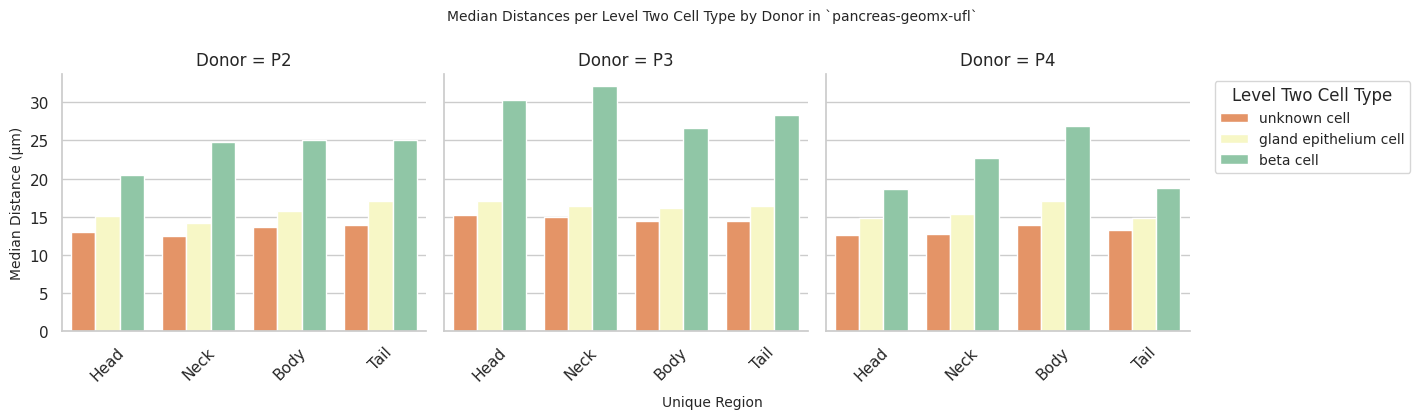 Median Distances per Level Two Cell Type by Donor in `pancreas-geomx-ufl`
Donor = P2
Donor = P3
Donor = P4
Level Two Cell Type
unknown cell
gland epithelium cell
beta cell
Median Distance (μm)
30
25
20
15
10
5
0
Head
Neck
Body
Tail
Head
Neck
Body
Tail
Head
Neck
Body
Tail
Unique Region